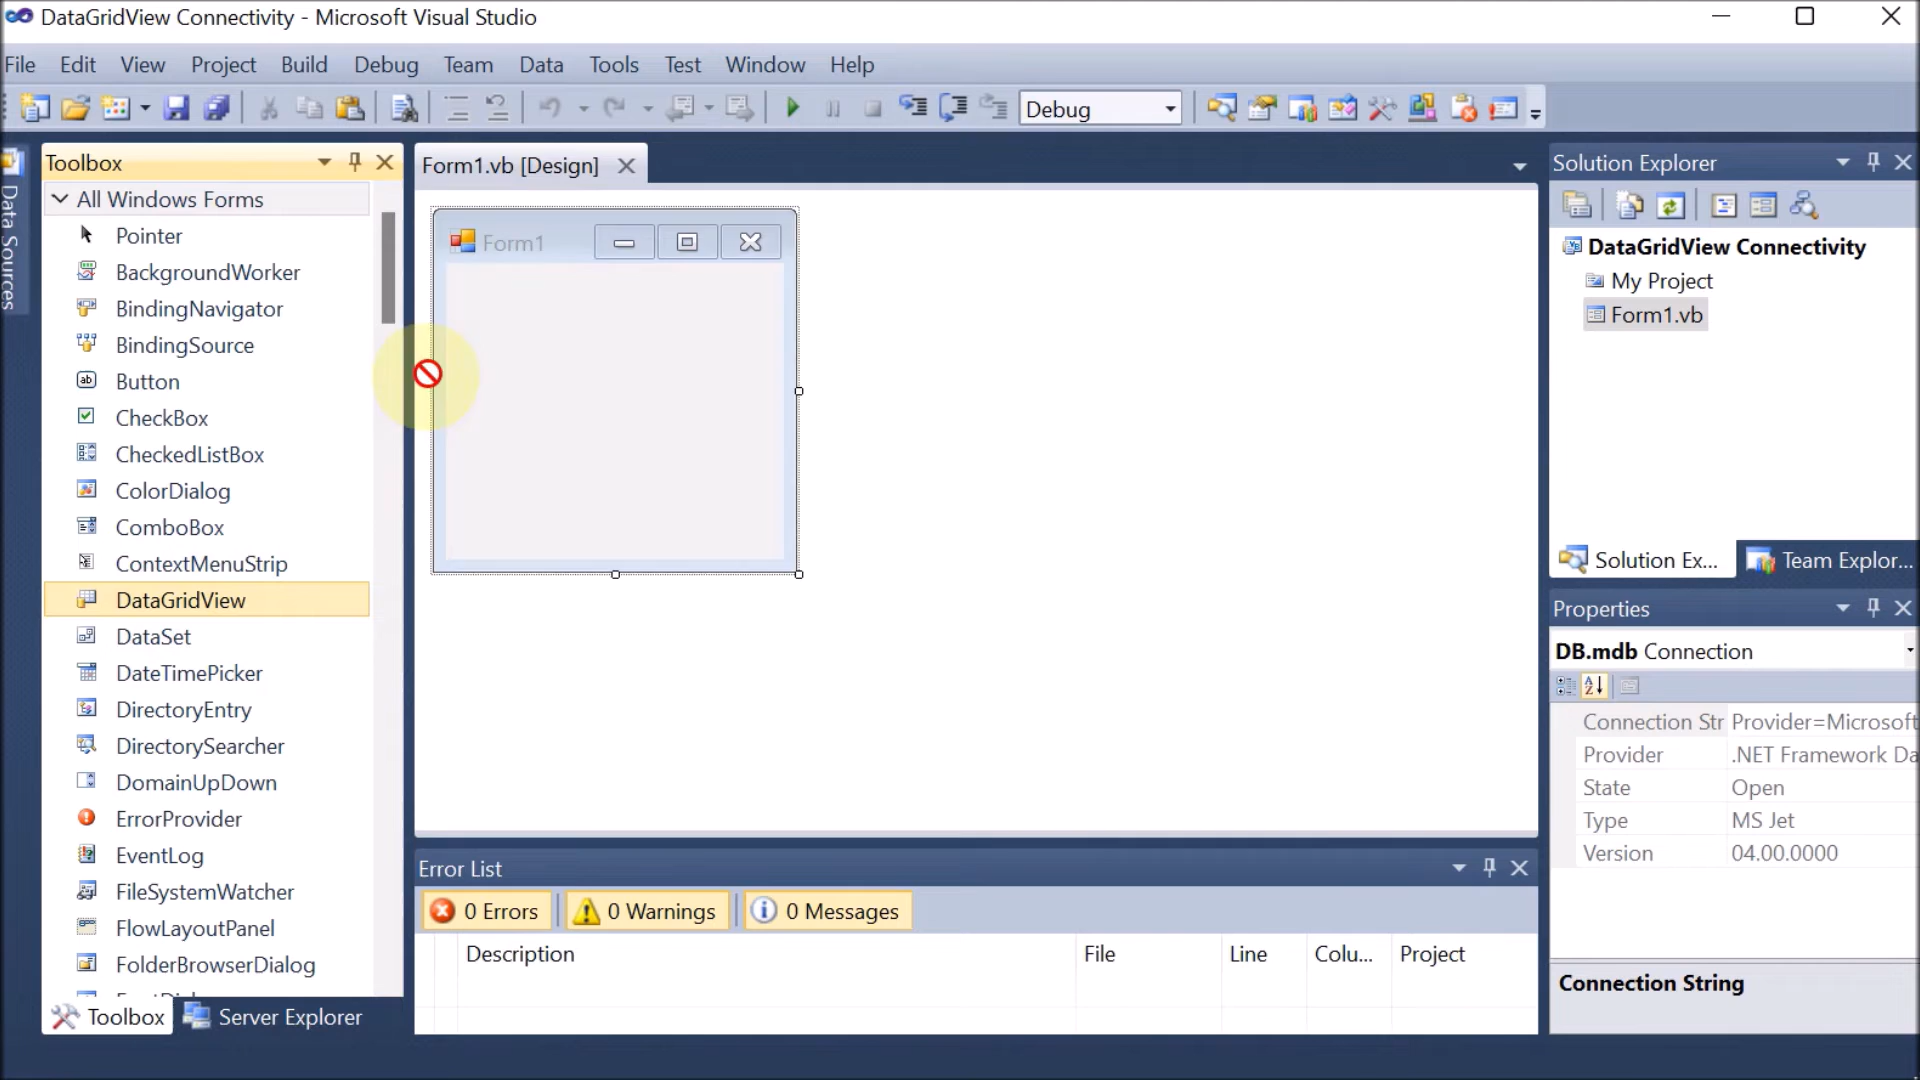 DataGridView Connectivity - Microsoft Visual Studio
File Edit View Project Build Debug Team Data Tools Test Window Help
Debug
Data Sources
Toolbox
All Windows Forms
Pointer
BackgroundWorker
BindingNavigator
BindingSource
Button
CheckBox
CheckedListBox
ColorDialog
ComboBox
ContextMenuStrip
DataGridView
DataSet
DateTimePicker
DirectoryEntry
DirectorySearcher
DomainUpDown
ErrorProvider
EventLog
FileSystemWatcher
FlowLayoutPanel
FolderBrowserDialog
Toolbox Server Explorer
Form1.vb [Design]
Form1
Error List
0 Errors 0 Warnings 0 Messages
Description File Line Colu... Project
Solution Explorer
DataGridView Connectivity
My Project
Form1.vb
Solution Ex... Team Explor...
Properties
DB.mdb Connection
Connection Str Provider=Microsoft
Provider .NET Framework Da
State Open
Type MS Jet
Version 04.00.0000
Connection String